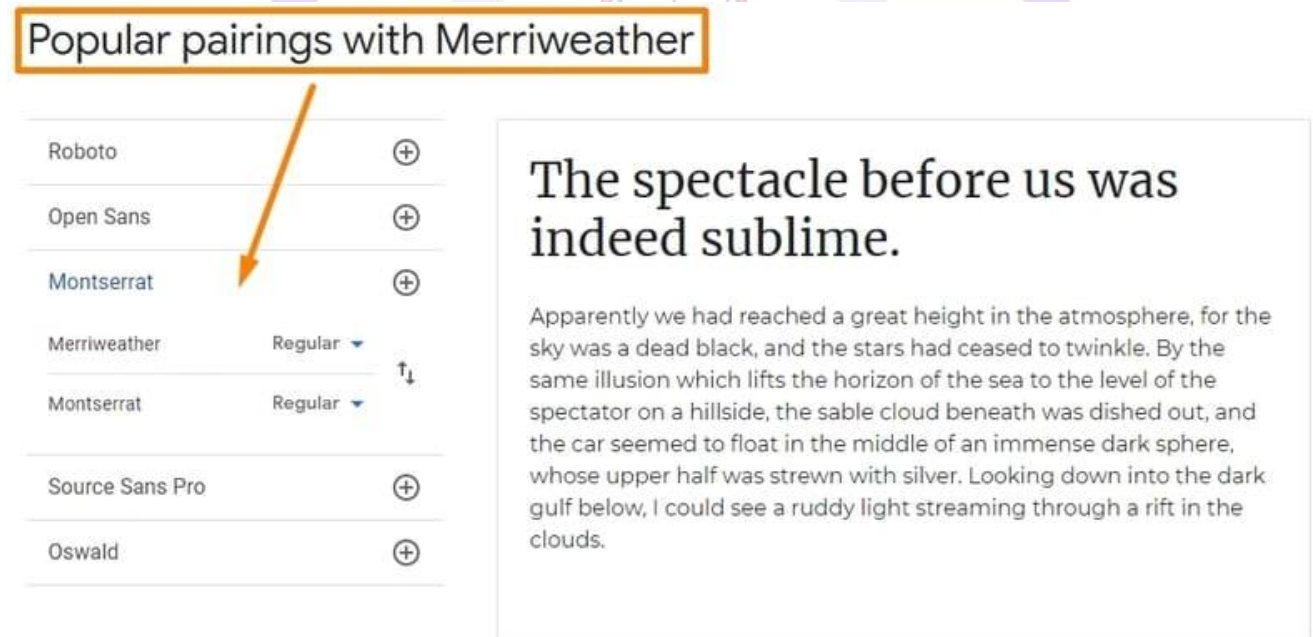 Popular pairings with Merriweather
Roboto
Open Sans
Montserrat
Merriweather Regular
Montserrat Regular
Source Sans Pro
Oswald
The spectacle before us was
indeed sublime.
Apparently we had reached a great height in the atmosphere, for the
sky was a dead black, and the stars had ceased to twinkle. By the
same illusion which lifts the horizon of the sea to the level of the
spectator on a hillside, the sable cloud beneath was dished out, and
the car seemed to float in the middle of an immense dark sphere,
whose upper half was strewn with silver. Looking down into the dark
gulf below, I could see a ruddy light streaming through a rift in the
clouds.